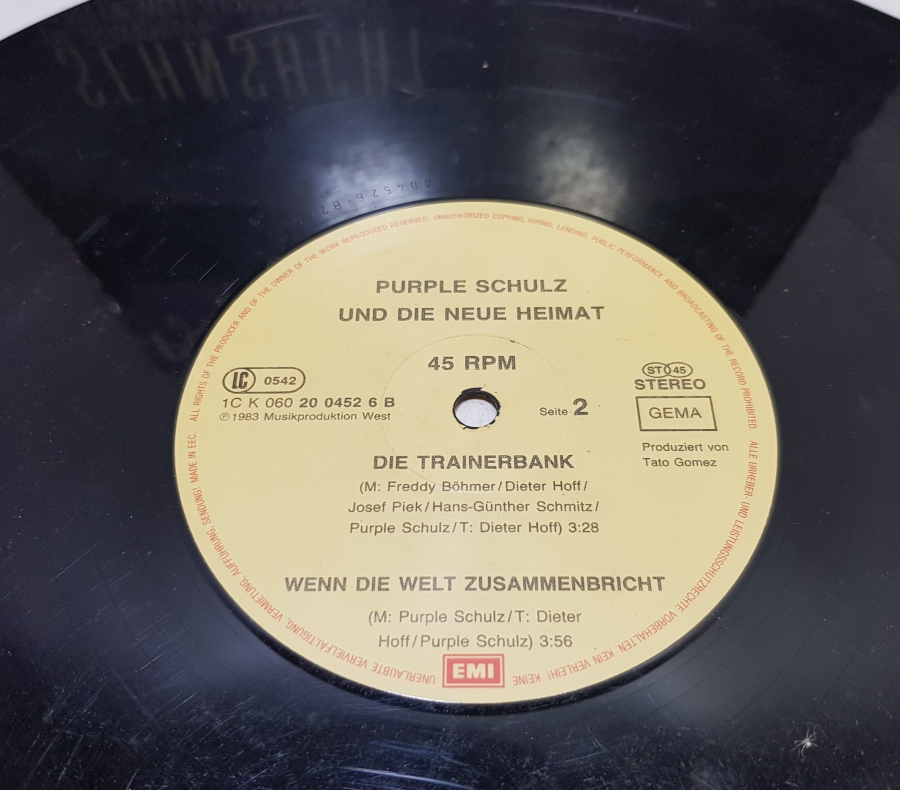 PURPLE SCHULZ
UND DIE NEUE HEIMAT
45 RPM
LC 0542
1C K 060 20 0452 6 B
℗1983 Musikproduktion West
Seite 2
ST 45
STEREO
GEMA
Produziert von
Tato Gomez
DIE TRAINERBANK
(M: Freddy Böhmer/Dieter Hoff/
Josef Piek/Hans-Günther Schmitz/
Purple Schulz/T: Dieter Hoff) 3:28
WENN DIE WELT ZUSAMMENBRICHT
(M: Purple Schulz/T: Dieter
Hoff/Purple Schulz) 3:56
EMI
ALL RIGHTS OF THE PRODUCER AND OF THE OWNER OF THE WORK REPRODUCED RESERVED. UNAUTHORIZED COPYING, HIRING, LENDING, PUBLIC PERFORMANCE AND BROADCASTING OF THE RECORD PROHIBITED. ALLE URHEBER- UND LEISTUNGSSCHUTZRECHTE VORBEHALTEN. KEIN VERLEIH! KEINE UNERLAUBTE VERVIELFÄLTIGUNG, VERMIETUNG, AUFFÜHRUNG, SENDUNG! MADE IN EEC.